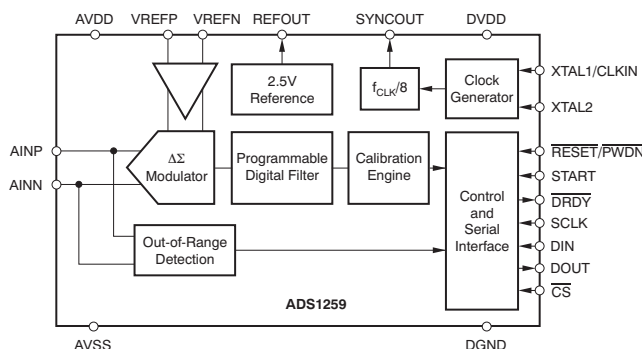 AVDD VREFP VREFN REFOUT SYNCOUT DVDD
2.5V
Reference
fCLK/8
Clock
Generator
XTAL1/CLKIN
XTAL2
AINP
AINN
ΔΣ
Modulator
Programmable
Digital Filter
Calibration
Engine
Control
and
Serial
Interface
RESET/PWDN
START
DRDY
SCLK
DIN
DOUT
CS
Out-of-Range
Detection
ADS1259
AVSS DGND